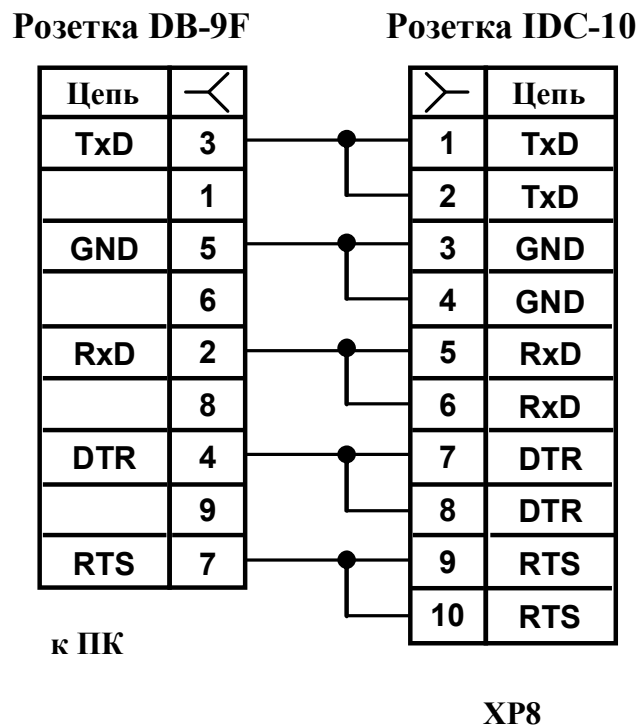 Розетка DB-9F Розетка IDC-10
Цепь Цепь
TxD 3 1 TxD
1 2 TxD
GND 5 3 GND
6 4 GND
RxD 2 5 RxD
8 6 RxD
DTR 4 7 DTR
9 8 DTR
RTS 7 9 RTS
10 RTS
к ПК
XP8